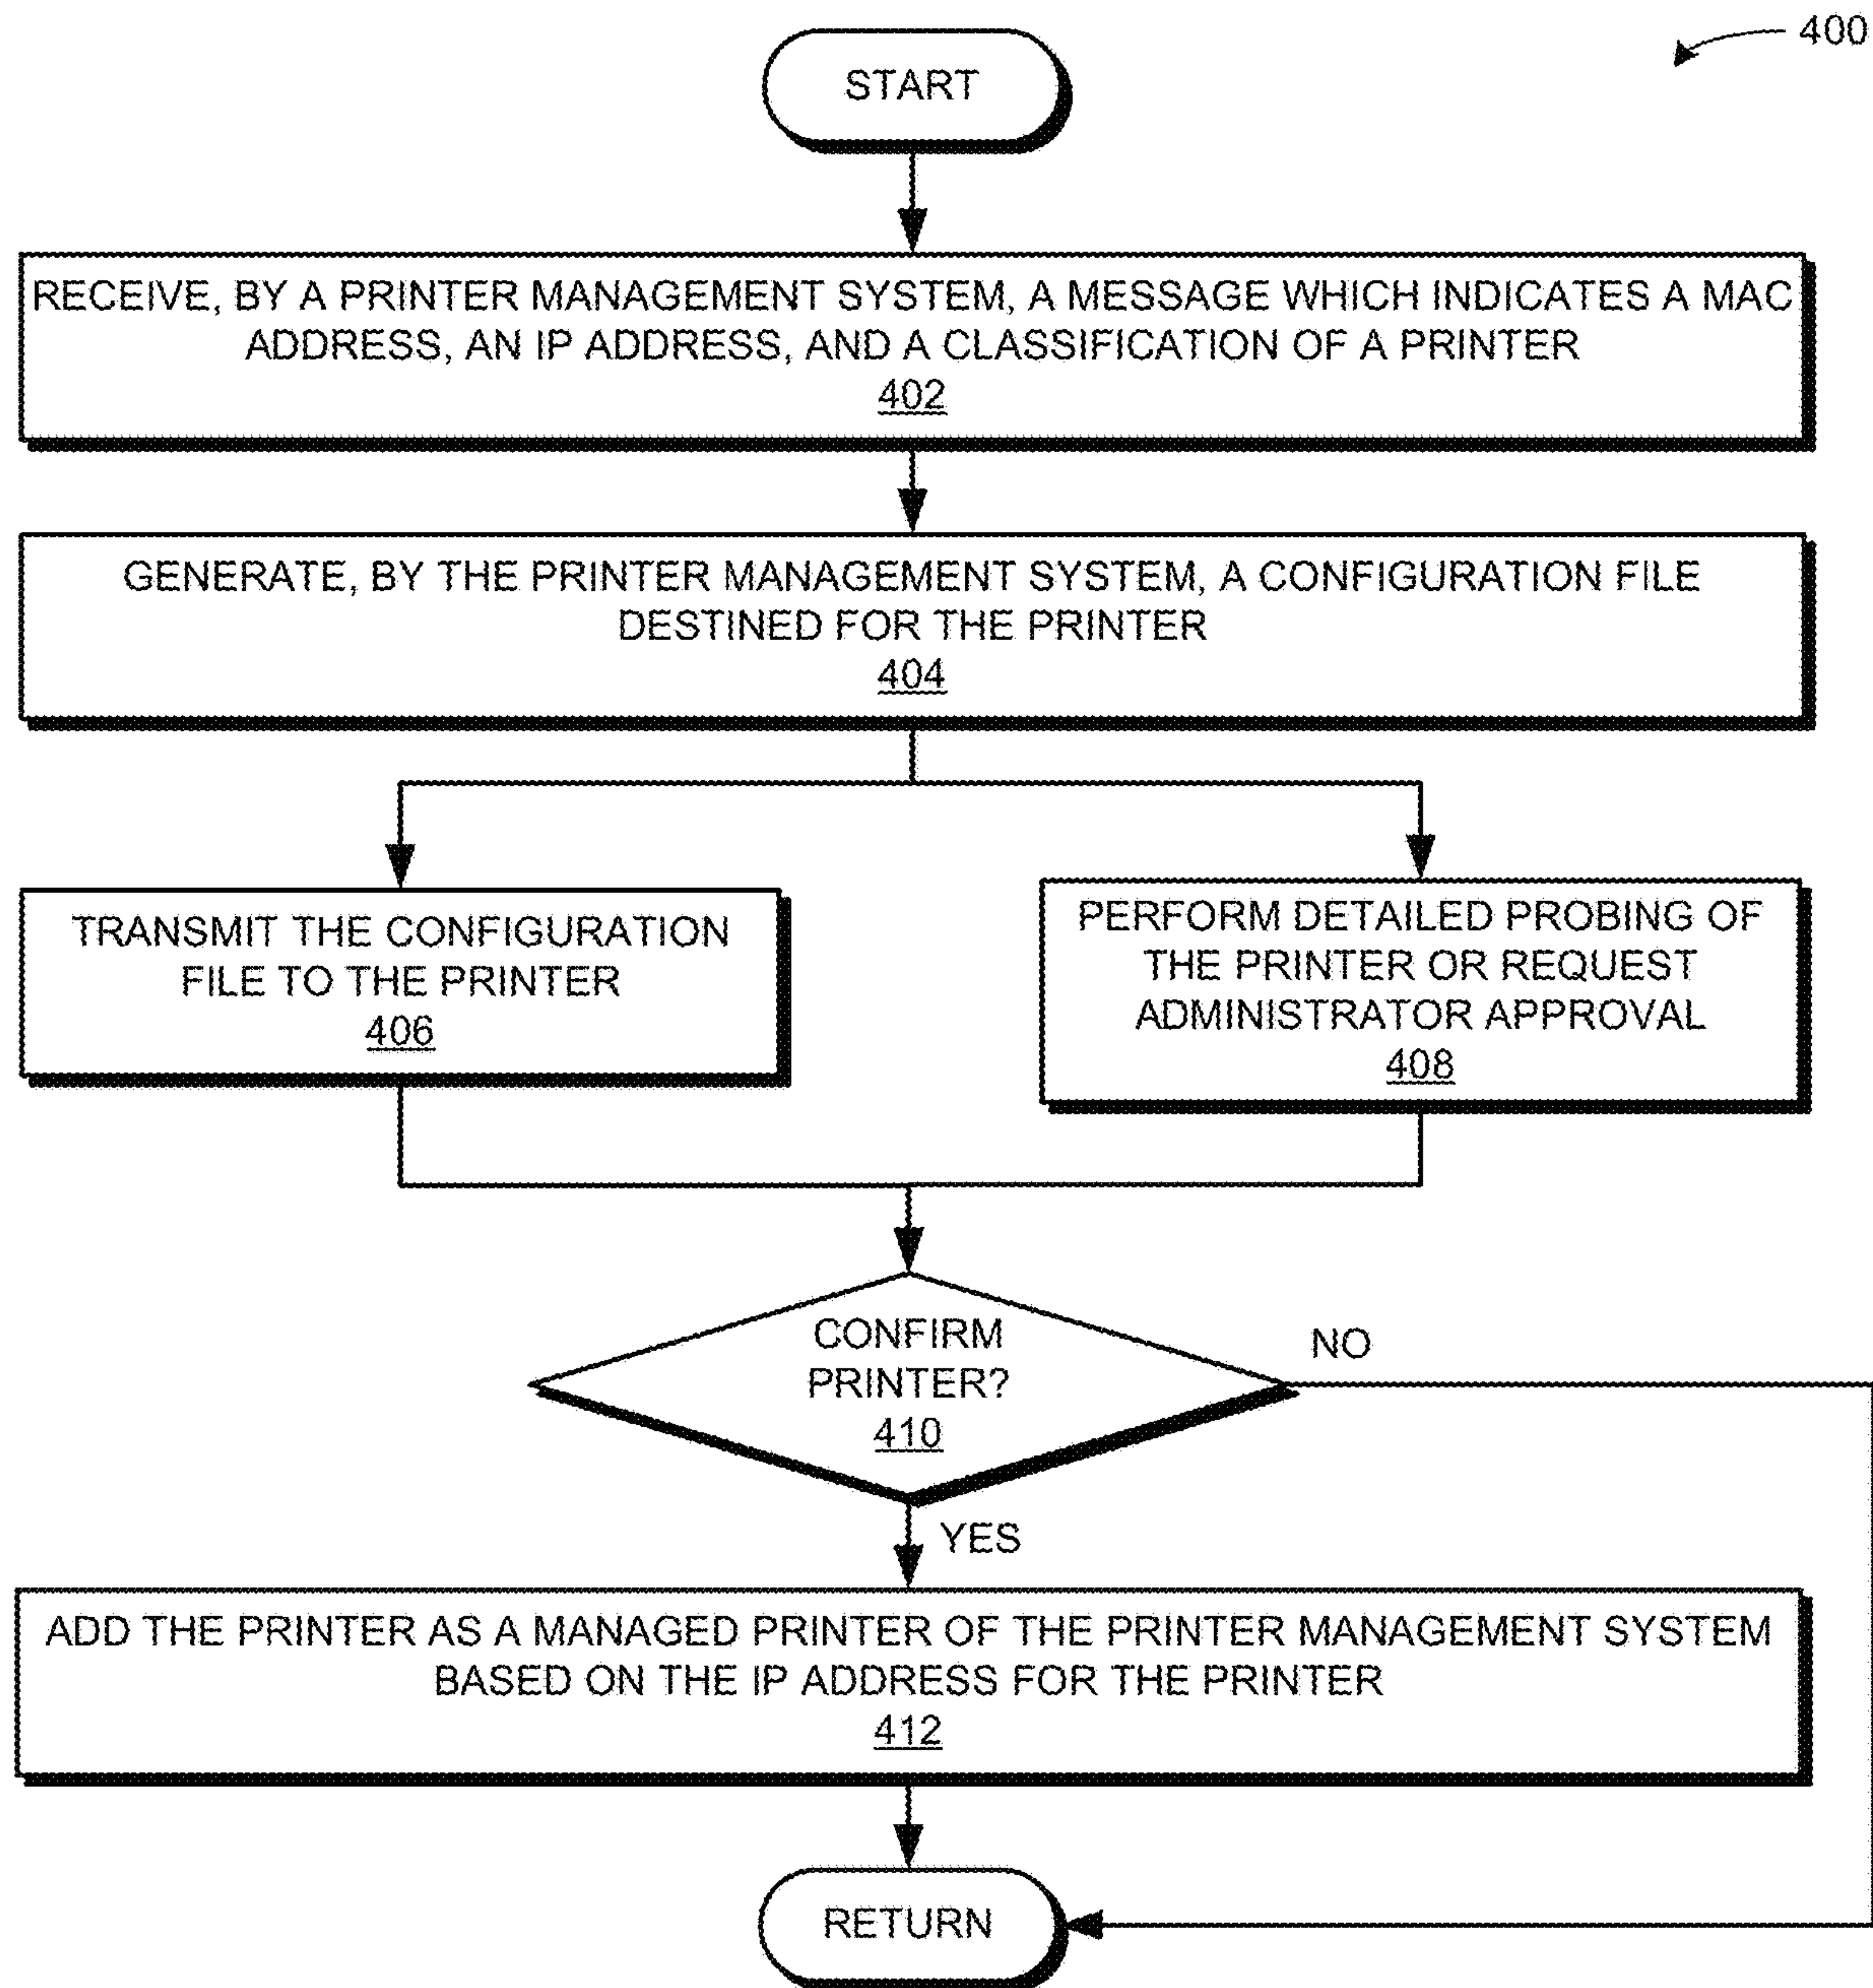 400
START
RECEIVE, BY A PRINTER MANAGEMENT SYSTEM, A MESSAGE WHICH INDICATES A MAC
ADDRESS, AN IP ADDRESS, AND A CLASSIFICATION OF A PRINTER
402
GENERATE, BY THE PRINTER MANAGEMENT SYSTEM, A CONFIGURATION FILE
DESTINED FOR THE PRINTER
404
TRANSMIT THE CONFIGURATION
FILE TO THE PRINTER
406
PERFORM DETAILED PROBING OF
THE PRINTER OR REQUEST
ADMINISTRATOR APPROVAL
408
CONFIRM
PRINTER?
410
NO
YES
ADD THE PRINTER AS A MANAGED PRINTER OF THE PRINTER MANAGEMENT SYSTEM
BASED ON THE IP ADDRESS FOR THE PRINTER
412
RETURN